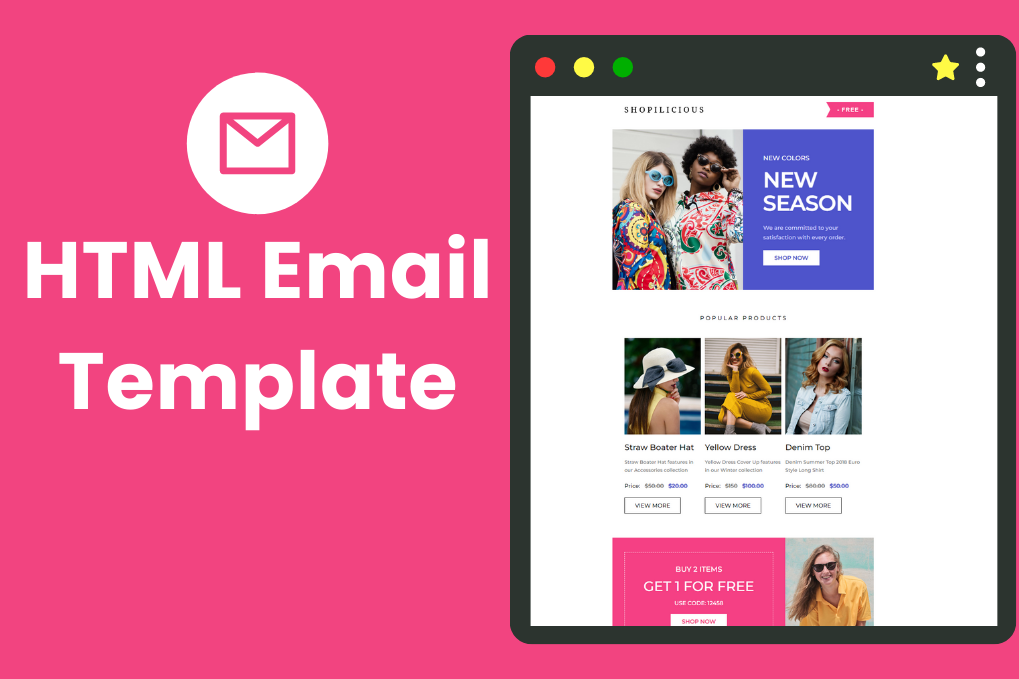 HTML Email
Template
SHOPILICIOUS
- FREE -
NEW COLORS
NEW
SEASON
We are committed to your
satisfaction with every order.
SHOP NOW
POPULAR PRODUCTS
Straw Boater Hat
Straw Boater Hat features in
our Accessories collection
Price: $50.00 $20.00
VIEW MORE
Yellow Dress
Yellow Dress Cover Up features
in our Winter collection
Price: $150 $100.00
VIEW MORE
Denim Top
Denim Summer Top 2018 Euro
Style Long Shirt
Price: $80.00 $50.00
VIEW MORE
BUY 2 ITEMS
GET 1 FOR FREE
USE CODE: 12450
SHOP NOW